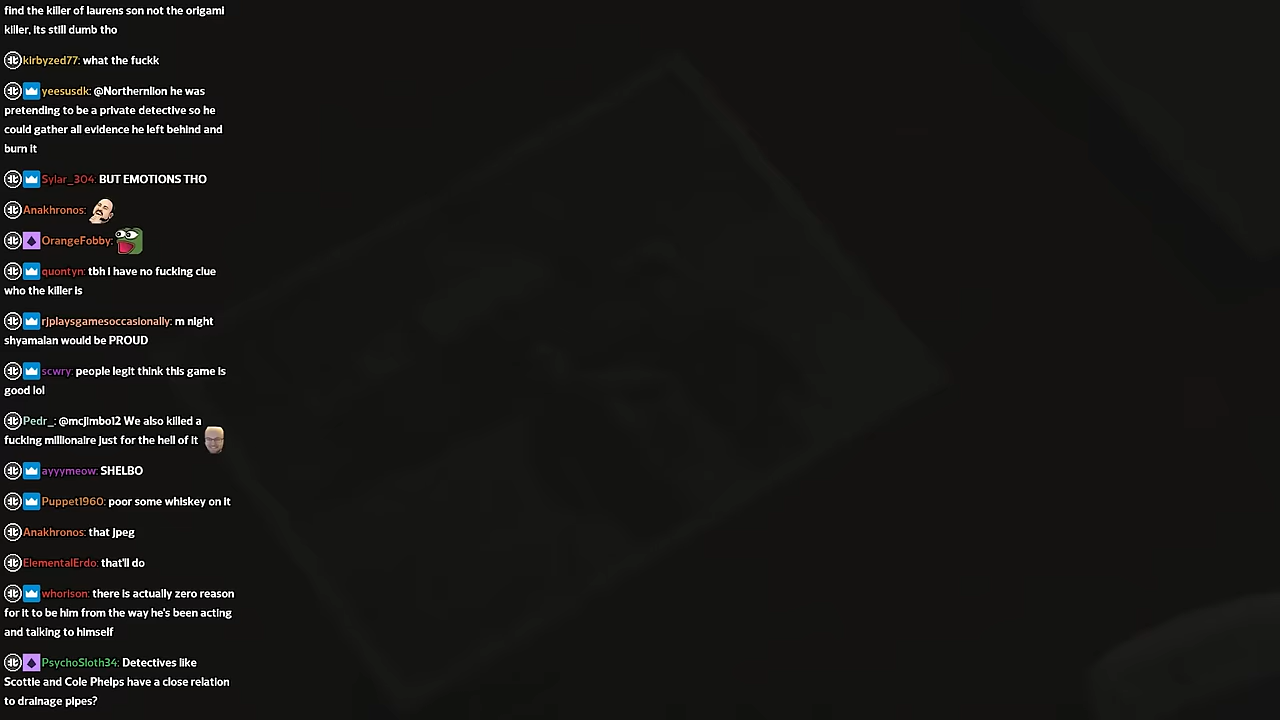 find the killer of laurens son not the origami
killer, its still dumb tho
kirbyzed77: what the fuckk
yeesusdk: @Northernlion he was
pretending to be a private detective so he
could gather all evidence he left behind and
burn it
Sylar_304: BUT EMOTIONS THO
Anakhronos:
OrangeFobby:
quontyn: tbh i have no fucking clue
who the killer is
rjplaysgamesoccasionally: m night
shyamalan would be PROUD
scwry: people legit think this game is
good lol
Pedr_: @mcjimbo12 We also killed a
fucking millionaire just for the hell of it
ayyymeow: SHELBO
Puppet1960: poor some whiskey on it
Anakhronos: that jpeg
ElementalErdo: that'll do
whorison: there is actually zero reason
for it to be him from the way he's been acting
and talking to himself
PsychoSloth34: Detectives like
Scottie and Cole Phelps have a close relation
to drainage pipes?